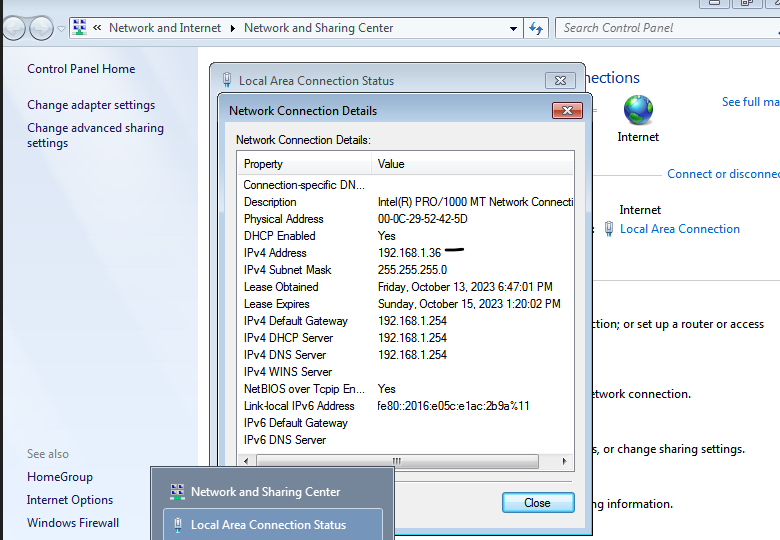 « Network and Internet ▸ Network and Sharing Center
Search Control Panel
Control Panel Home
Change adapter settings
Change advanced sharing
settings
See also
HomeGroup
Internet Options
Windows Firewall
Local Area Connection Status
Network Connection Details
Network Connection Details:
Property Value
Connection-specific DN...
Description Intel(R) PRO/1000 MT Network Connecti
Physical Address 00-0C-29-52-42-5D
DHCP Enabled Yes
IPv4 Address 192.168.1.36
IPv4 Subnet Mask 255.255.255.0
Lease Obtained Friday, October 13, 2023 6:47:01 PM
Lease Expires Sunday, October 15, 2023 1:20:02 PM
IPv4 Default Gateway 192.168.1.254
IPv4 DHCP Server 192.168.1.254
IPv4 DNS Server 192.168.1.254
IPv4 WINS Server
NetBIOS over Tcpip En... Yes
Link-local IPv6 Address fe80::2016:e05c:e1ac:2b9a%11
IPv6 Default Gateway
IPv6 DNS Server
Close
nections
See full ma
Internet
Connect or disconnec
Internet
Local Area Connection
ction; or set up a router or access
etwork connection.
s, or change sharing settings.
ng information.
Network and Sharing Center
Local Area Connection Status